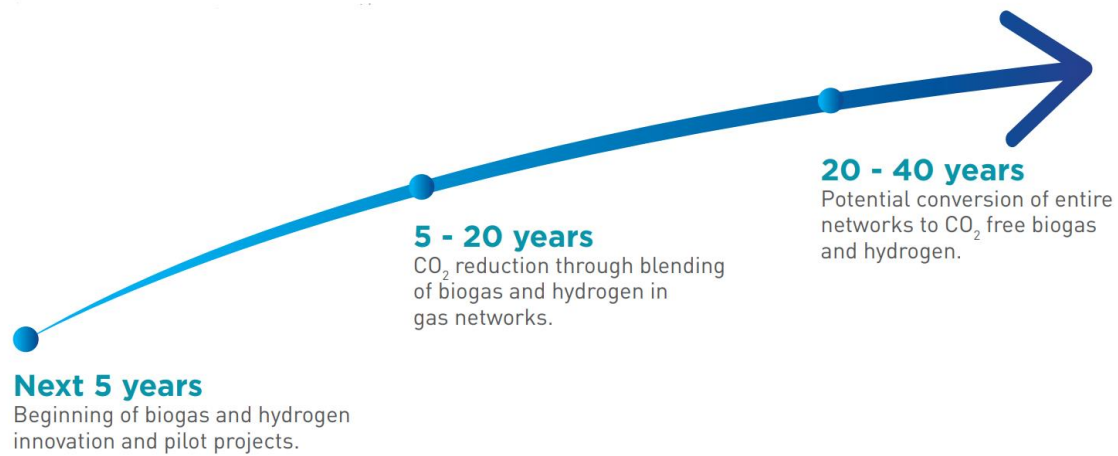 Next 5 years
Beginning of biogas and hydrogen
innovation and pilot projects.
5 - 20 years
CO₂ reduction through blending
of biogas and hydrogen in
gas networks.
20 - 40 years
Potential conversion of entire
networks to CO₂ free biogas
and hydrogen.